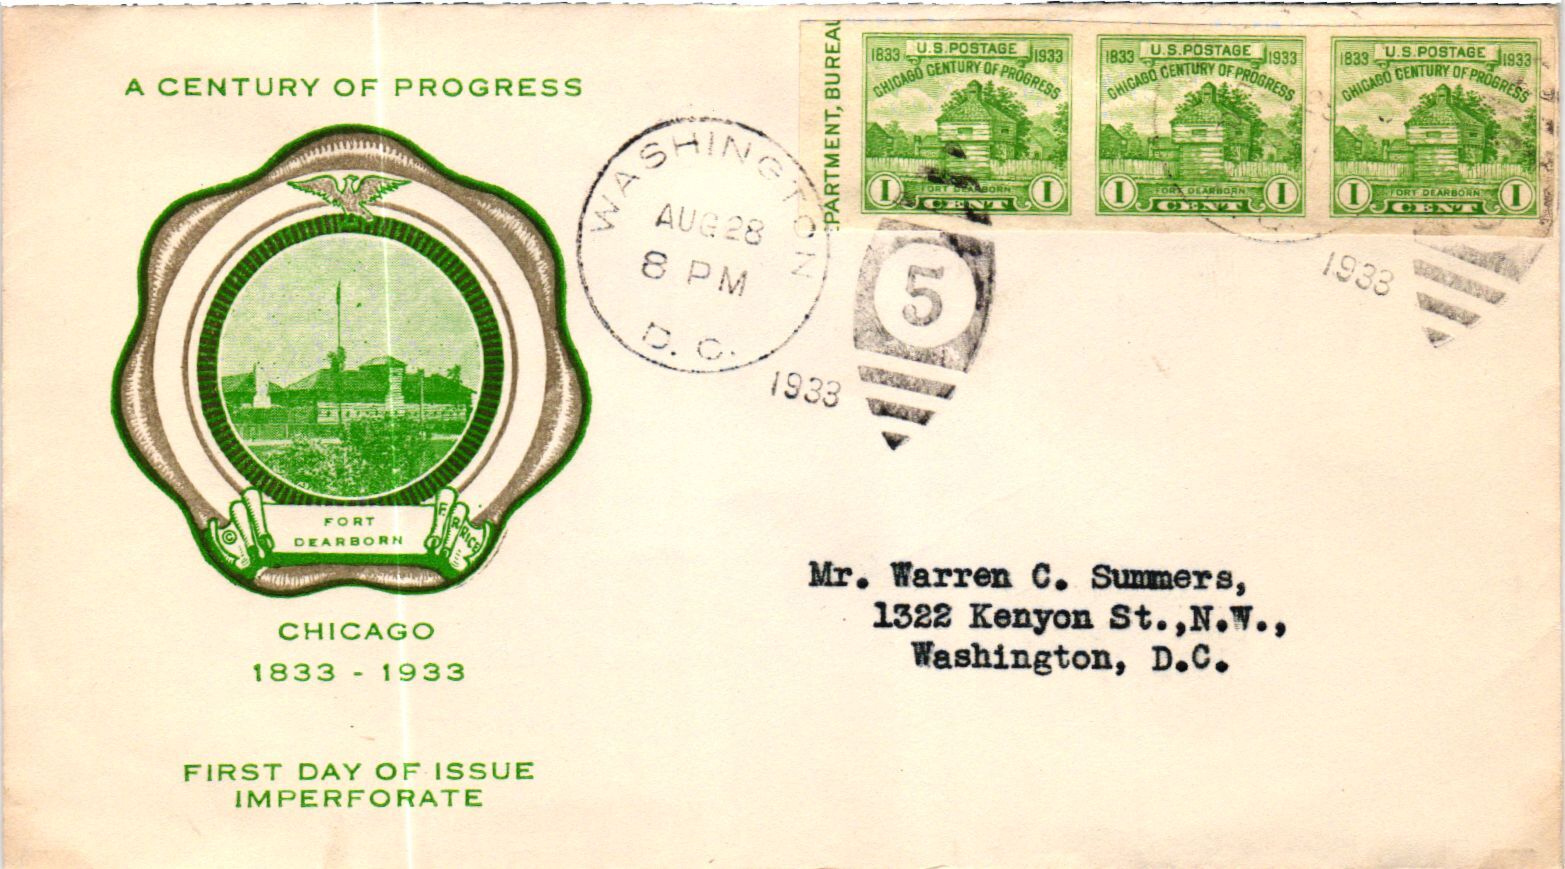 A CENTURY OF PROGRESS
FORT
DEARBORN
©
F. R. RICE
CHICAGO
1833 - 1933
FIRST DAY OF ISSUE
IMPERFORATE
WASHINGTON
AUG 28
8 PM
D. C.
1933
5
1933
PARTMENT, BUREAU
1833 U.S. POSTAGE 1933
CHICAGO CENTURY OF PROGRESS
FORT DEARBORN
1 CENT 1
1833 U.S. POSTAGE 1933
CHICAGO CENTURY OF PROGRESS
FORT DEARBORN
1 CENT 1
1833 U.S. POSTAGE 1933
CHICAGO CENTURY OF PROGRESS
FORT DEARBORN
1 CENT 1
Mr. Warren C. Summers,
1322 Kenyon St.,N.W.,
Washington, D.C.